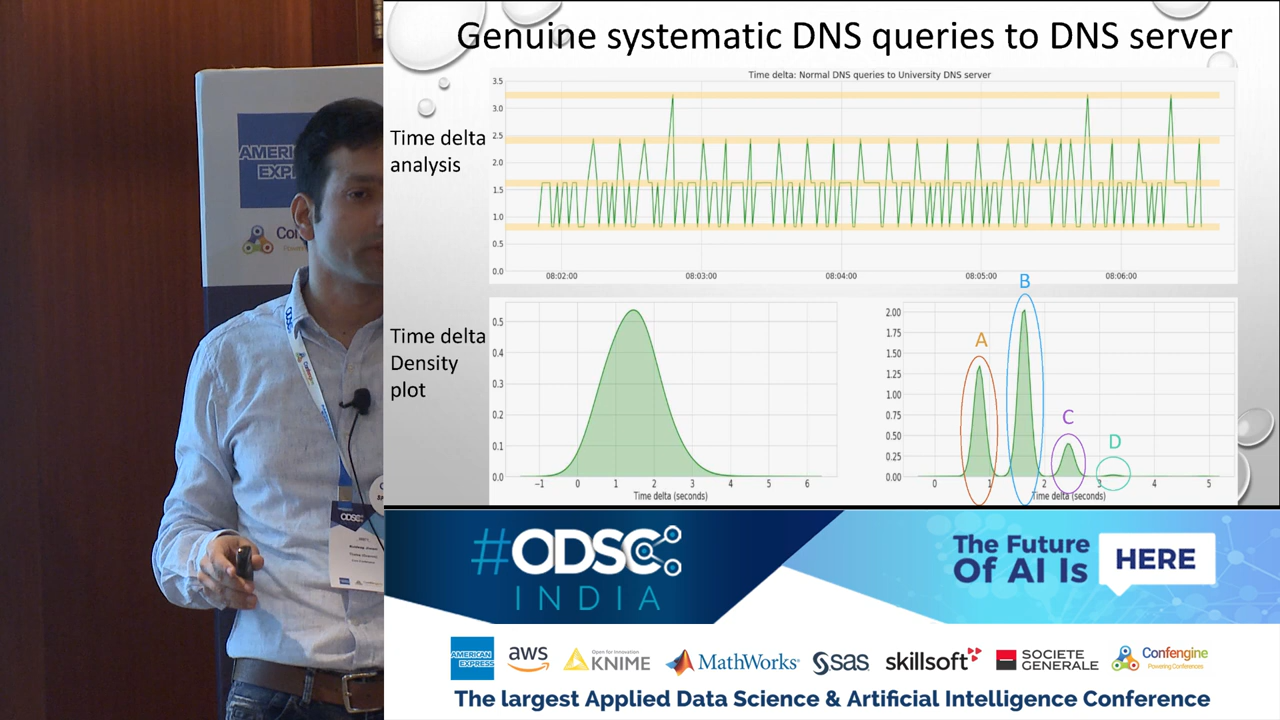 Genuine systematic DNS queries to DNS server
Time delta: Normal DNS queries to University DNS server
Time delta
analysis
3.5
3.0
2.5
2.0
1.5
1.0
0.5
0.0
08:02:00 08:03:00 08:04:00 08:05:00 08:06:00
Time delta
Density
plot
0.5
0.4
0.3
0.2
0.1
0.0
−1 0 1 2 3 4 5 6
Time delta (seconds)
A
B
C
D
2.00
1.75
1.50
1.25
1.00
0.75
0.50
0.25
0.00
0 1 2 3 4 5
Time delta (seconds)
AMERI
EXP
Con
ODSC
#ODSC
INDIA
The Future
Of AI Is HERE
AMERICAN
EXPRESS
aws
Open for Innovation
KNIME
MathWorks
sas
skillsoft
SOCIETE
GENERALE
Confengine
Powering Conferences
The largest Applied Data Science & Artificial Intelligence Conference